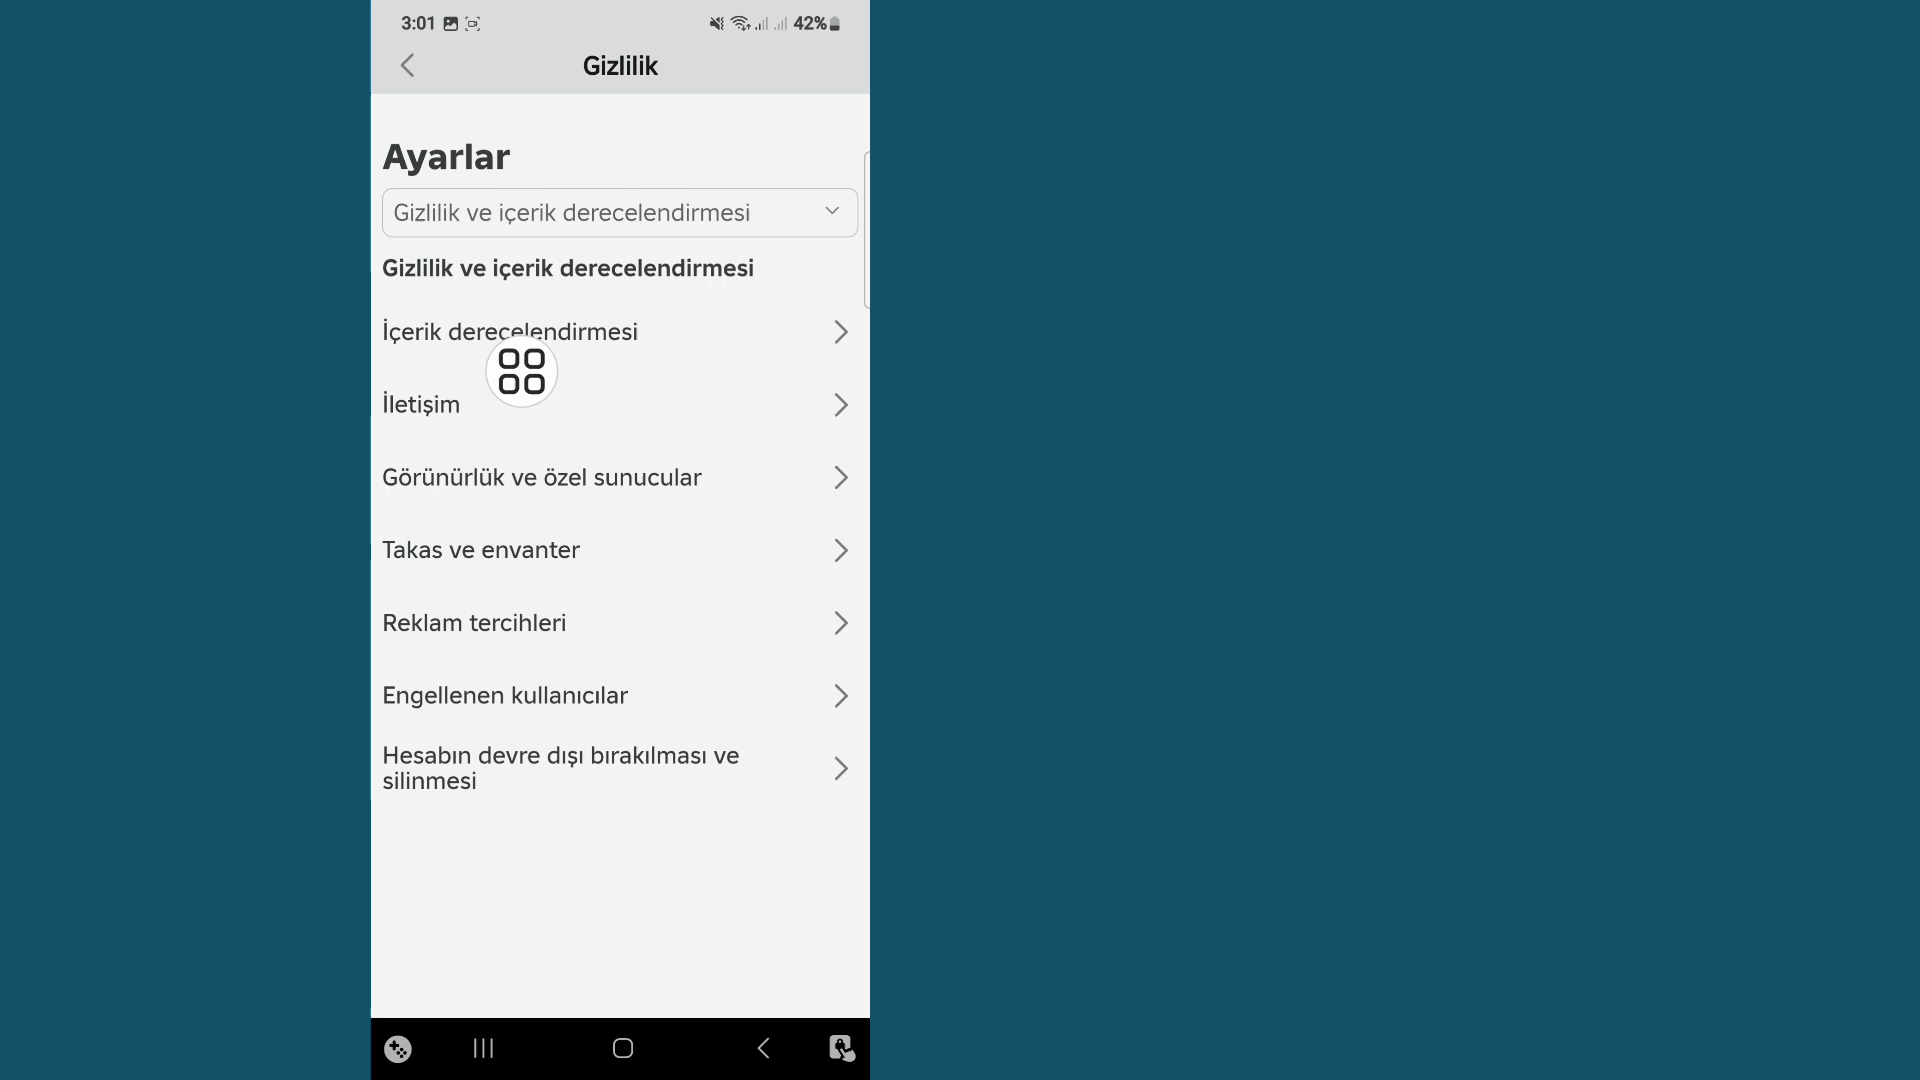 3:01
42%
Gizlilik
Ayarlar
Gizlilik ve içerik derecelendirmesi
Gizlilik ve içerik derecelendirmesi
İçerik derecelendirmesi
İletişim
Görünürlük ve özel sunucular
Takas ve envanter
Reklam tercihleri
Engellenen kullanıcılar
Hesabın devre dışı bırakılması ve
silinmesi